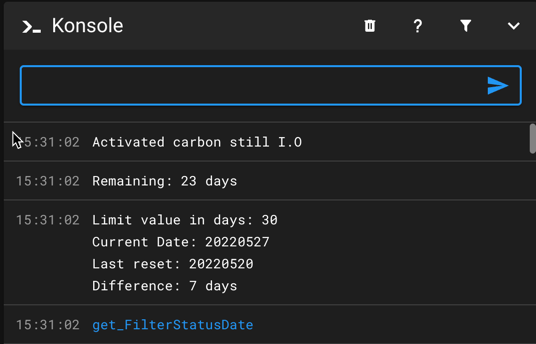 Konsole
?
15:31:02 Activated carbon still I.O
15:31:02 Remaining: 23 days
15:31:02 Limit value in days: 30
Current Date: 20220527
Last reset: 20220520
Difference: 7 days
15:31:02 get_FilterStatusDate